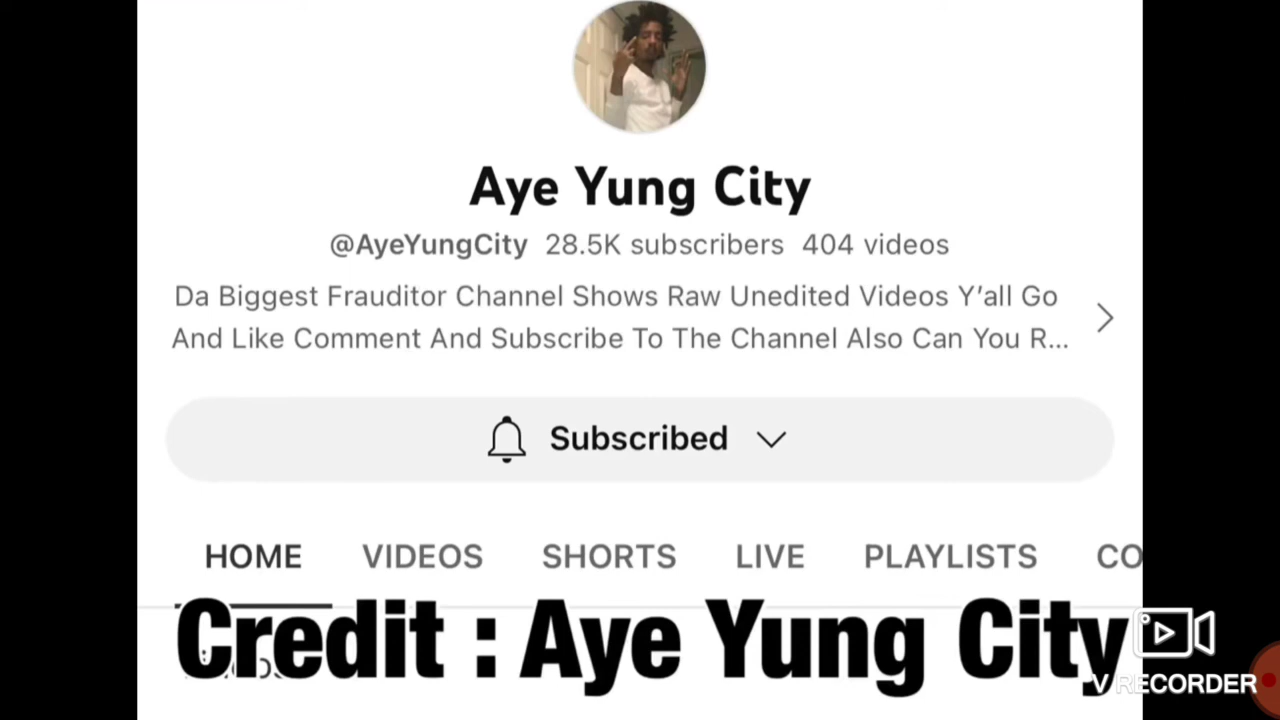 Aye Yung City
@AyeYungCity 28.5K subscribers 404 videos
Da Biggest Frauditor Channel Shows Raw Unedited Videos Y’all Go
And Like Comment And Subscribe To The Channel Also Can You R...
Subscribed
HOME VIDEOS SHORTS LIVE PLAYLISTS CO
Credit : Aye Yung City
V RECORDER